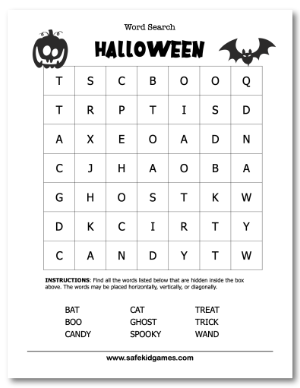 Word Search
HALLOWEEN
T S C B O O Q
T R P T I S D
A X E O A D N
C J H A O B A
G H O S T K W
D K C I R T Y
C A N D Y T W
INSTRUCTIONS: Find all the words listed below that are hidden inside the box
above. The words may be placed horizontally, vertically, or diagonally.
BAT CAT TREAT
BOO GHOST TRICK
CANDY SPOOKY WAND
www.safekidgames.com